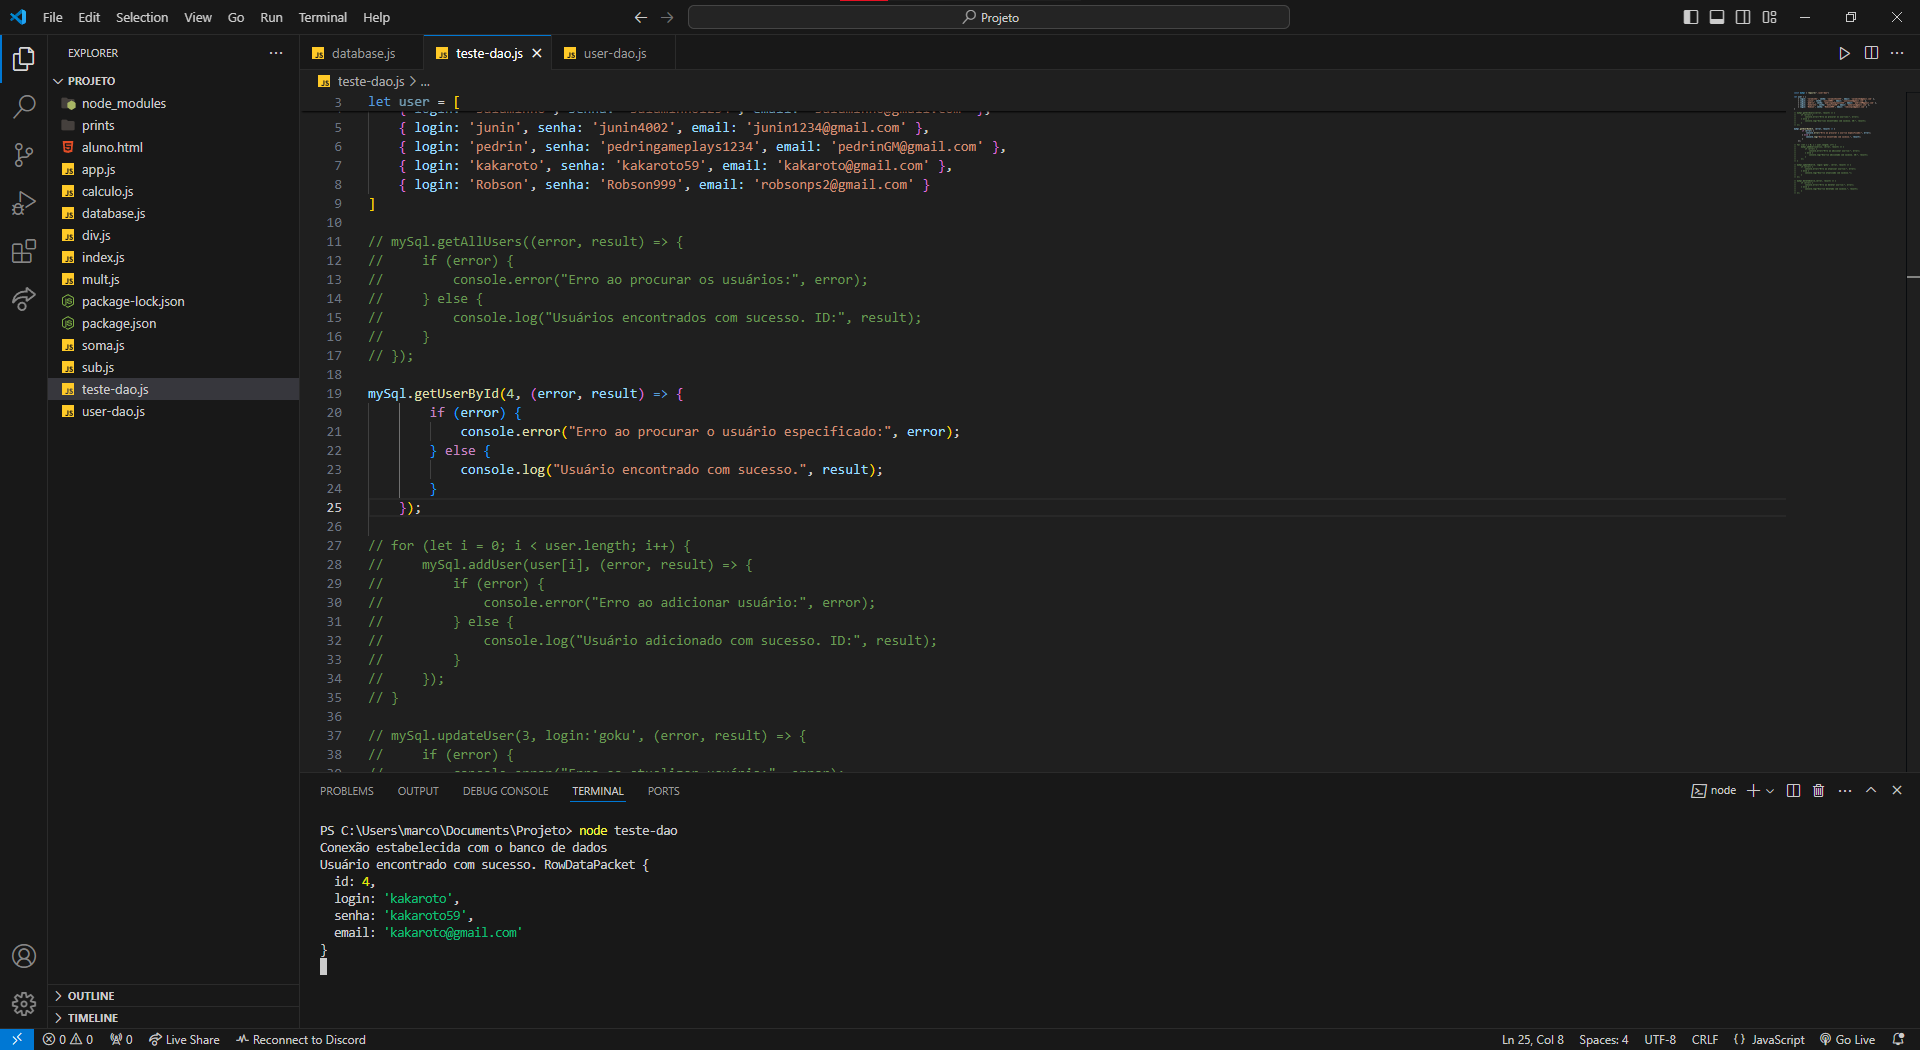 File Edit Selection View Go Run Terminal Help
Projeto
EXPLORER
PROJETO
node_modules
prints
aluno.html
app.js
calculo.js
database.js
div.js
index.js
mult.js
package-lock.json
package.json
soma.js
sub.js
teste-dao.js
user-dao.js
OUTLINE
TIMELINE
database.js teste-dao.js user-dao.js
teste-dao.js > ...
3 let user = [
5 { login: 'junin', senha: 'junin4002', email: 'junin1234@gmail.com' },
6 { login: 'pedrin', senha: 'pedringameplays1234', email: 'pedrinGM@gmail.com' },
7 { login: 'kakaroto', senha: 'kakaroto59', email: 'kakaroto@gmail.com' },
8 { login: 'Robson', senha: 'Robson999', email: 'robsonps2@gmail.com' }
9 ]
10
11 // mySql.getAllUsers((error, result) => {
12 //     if (error) {
13 //         console.error("Erro ao procurar os usuários:", error);
14 //     } else {
15 //         console.log("Usuários encontrados com sucesso. ID:", result);
16 //     }
17 // });
18
19 mySql.getUserById(4, (error, result) => {
20         if (error) {
21             console.error("Erro ao procurar o usuário especificado:", error);
22         } else {
23             console.log("Usuário encontrado com sucesso.", result);
24         }
25     });
26
27 // for (let i = 0; i < user.length; i++) {
28 //     mySql.addUser(user[i], (error, result) => {
29 //         if (error) {
30 //             console.error("Erro ao adicionar usuário:", error);
31 //         } else {
32 //             console.log("Usuário adicionado com sucesso. ID:", result);
33 //         }
34 //     });
35 // }
36
37 // mySql.updateUser(3, login:'goku', (error, result) => {
38 //     if (error) {
PROBLEMS OUTPUT DEBUG CONSOLE TERMINAL PORTS
node
PS C:\Users\marco\Documents\Projeto> node teste-dao
Conexão estabelecida com o banco de dados
Usuário encontrado com sucesso. RowDataPacket {
  id: 4,
  login: 'kakaroto',
  senha: 'kakaroto59',
  email: 'kakaroto@gmail.com'
}
0 0 0 Live Share Reconnect to Discord
Ln 25, Col 8 Spaces: 4 UTF-8 CRLF {} JavaScript Go Live